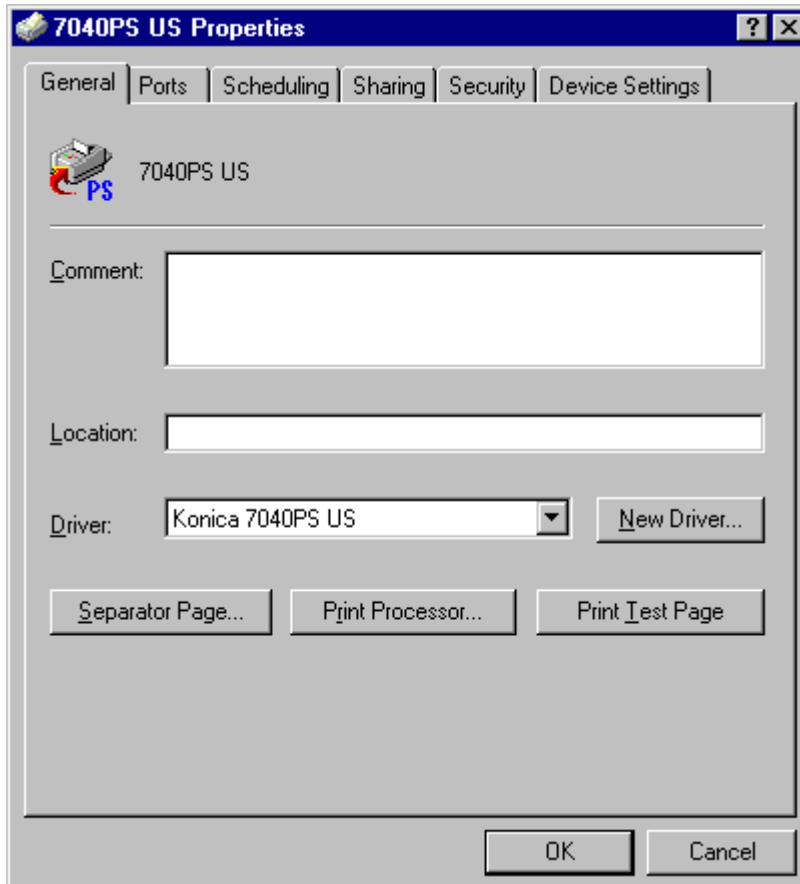 7040PS US Properties
General Ports Scheduling Sharing Security Device Settings
PS
7040PS US
Comment:
Location:
Driver: Konica 7040PS US New Driver...
Separator Page... Print Processor... Print Test Page
OK Cancel